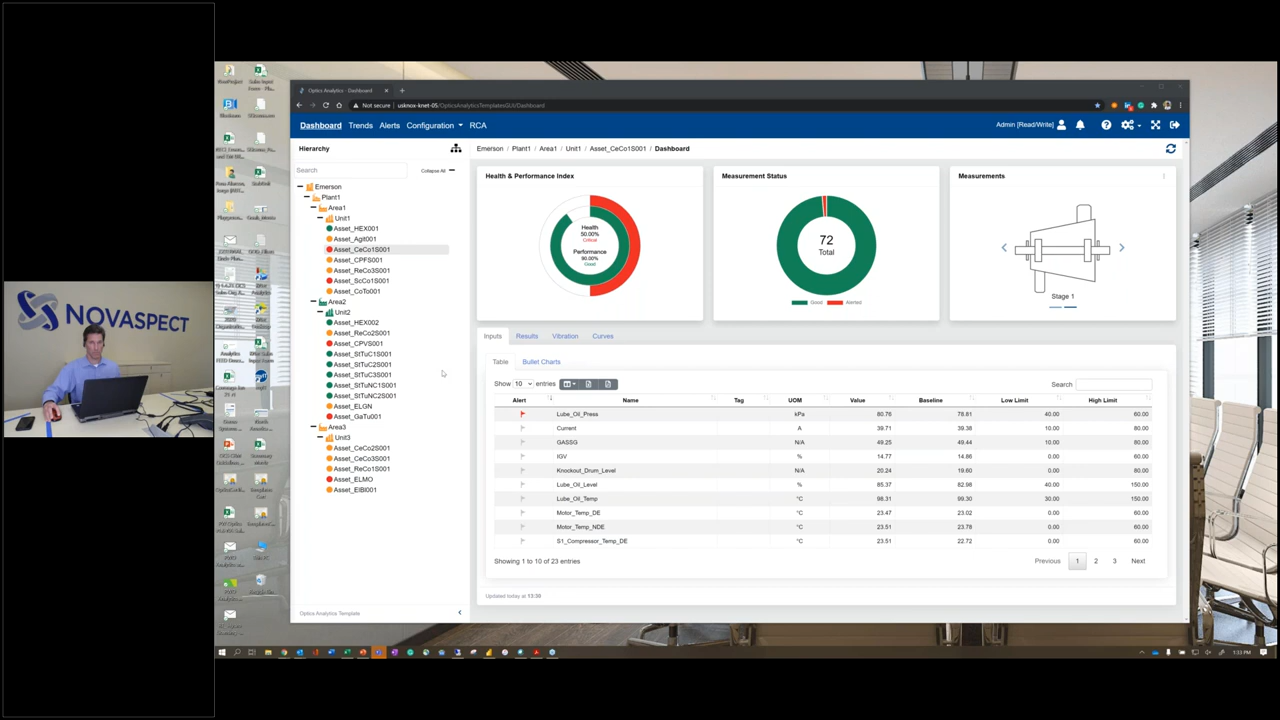 NOVASPECT
Optics Analytics - Dashboard
Not secure usknox-knet-05/OpticsAnalyticsTemplatesGUI/Dashboard
Dashboard Trends Alerts Configuration RCA Admin [Read/Write]
Hierarchy
Search Collapse All
Emerson
Plant1
Area1
Unit1
Asset_HEX001
Asset_Agit001
Asset_CeCo1S001
Asset_CPFS001
Asset_ReCo3S001
Asset_ScCo1S001
Asset_CoTo001
Area2
Unit2
Asset_HEX002
Asset_ReCo2S001
Asset_CPVS001
Asset_StTuC1S001
Asset_StTuC2S001
Asset_StTuC3S001
Asset_StTuNC1S001
Asset_StTuNC2S001
Asset_ELGN
Asset_GaTu001
Area3
Unit3
Asset_CeCo2S001
Asset_CeCo3S001
Asset_ReCo1S001
Asset_ELMO
Asset_ElBl001
Optics Analytics Template
Emerson / Plant1 / Area1 / Unit1 / Asset_CeCo1S001 / Dashboard
Health & Performance Index
Health
50.00%
Critical
Performance
90.00%
Good
Measurement Status
72
Total
Good Alerted
Measurements
Stage 1
Inputs Results Vibration Curves
Table Bullet Charts
Show 10 entries Search
Alert Name Tag UOM Value Baseline Low Limit High Limit
Lube_Oil_Press kPa 80.76 78.81 40.00 60.00
Current A 39.71 39.38 10.00 80.00
GASSG N/A 49.25 49.44 10.00 80.00
IGV % 14.77 14.86 0.00 60.00
Knockout_Drum_Level N/A 20.24 19.60 0.00 80.00
Lube_Oil_Level % 85.37 82.98 40.00 150.00
Lube_Oil_Temp °C 98.31 99.30 30.00 150.00
Motor_Temp_DE °C 23.47 23.02 0.00 60.00
Motor_Temp_NDE °C 23.51 23.78 0.00 60.00
S1_Compressor_Temp_DE °C 23.51 22.72 0.00 60.00
Showing 1 to 10 of 23 entries Previous 1 2 3 Next
Updated today at 13:30
1:33 PM